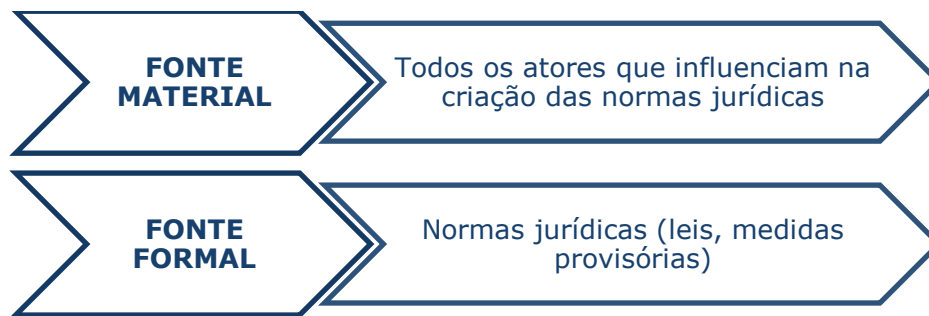 FONTE
MATERIAL
Todos os atores que influenciam na
criação das normas jurídicas
FONTE
FORMAL
Normas jurídicas (leis, medidas
provisórias)